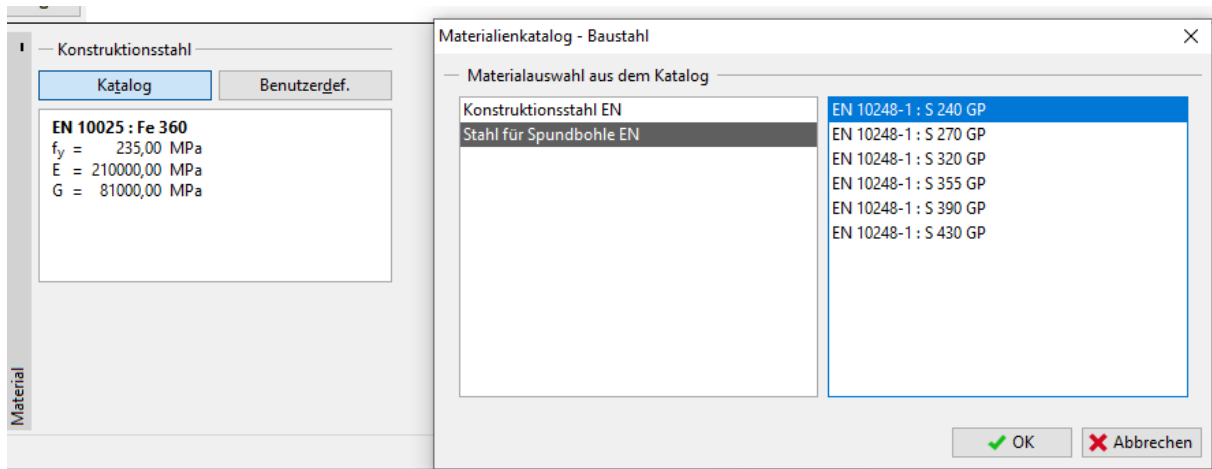 Konstruktionsstahl
Katalog
Benutzerdef.
EN 10025 : Fe 360
fy = 235,00 MPa
E = 210000,00 MPa
G = 81000,00 MPa
Material
Materialienkatalog - Baustahl
Materialauswahl aus dem Katalog
Konstruktionsstahl EN
Stahl für Spundbohle EN
EN 10248-1 : S 240 GP
EN 10248-1 : S 270 GP
EN 10248-1 : S 320 GP
EN 10248-1 : S 355 GP
EN 10248-1 : S 390 GP
EN 10248-1 : S 430 GP
OK
Abbrechen